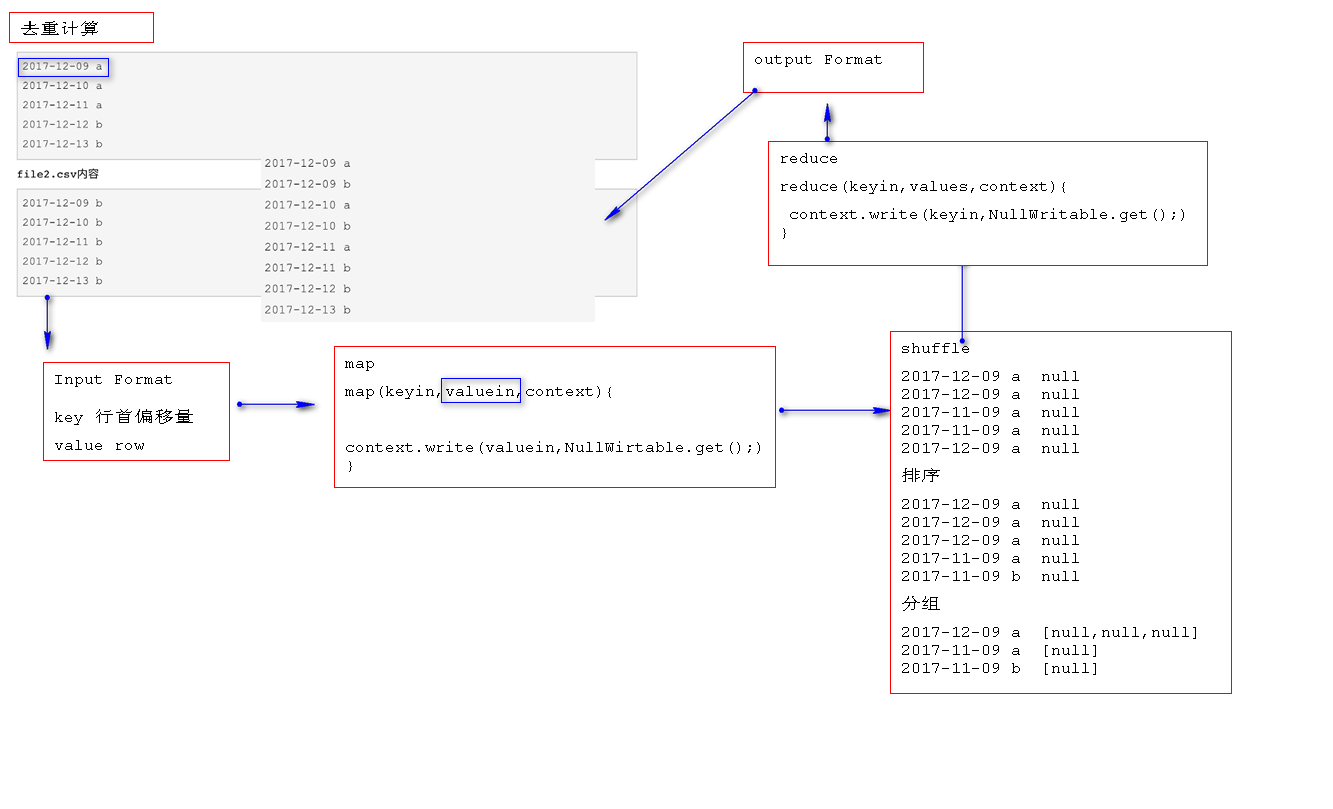 去重计算
2017-12-09 a
2017-12-10 a
2017-12-11 a
2017-12-12 b
2017-12-13 b
file2.csv内容
2017-12-09 b
2017-12-10 b
2017-12-11 b
2017-12-12 b
2017-12-13 b
2017-12-09 a
2017-12-09 b
2017-12-10 a
2017-12-10 b
2017-12-11 a
2017-12-11 b
2017-12-12 b
2017-12-13 b
Input Format
key 行首偏移量
value row
map
map(keyin,valuein,context){
context.write(valuein,NullWirtable.get();)
}
shuffle
2017-12-09 a null
2017-12-09 a null
2017-11-09 a null
2017-11-09 a null
2017-12-09 a null
排序
2017-12-09 a null
2017-12-09 a null
2017-12-09 a null
2017-11-09 a null
2017-11-09 b null
分组
2017-12-09 a [null,null,null]
2017-11-09 a [null]
2017-11-09 b [null]
reduce
reduce(keyin,values,context){
context.write(keyin,NullWritable.get();)
}
output Format